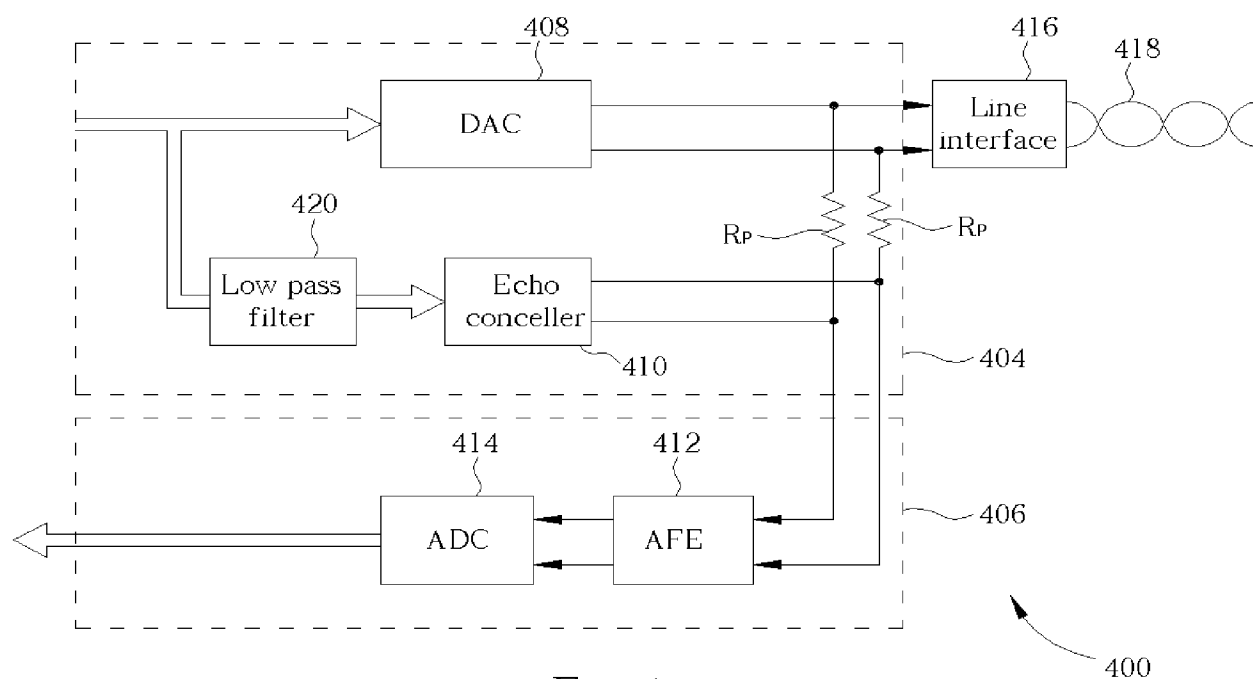 408
416
418
DAC
Line
interface
420
RP
RP
Low pass
filter
Echo
conceller
410
404
414
412
ADC
AFE
406
400